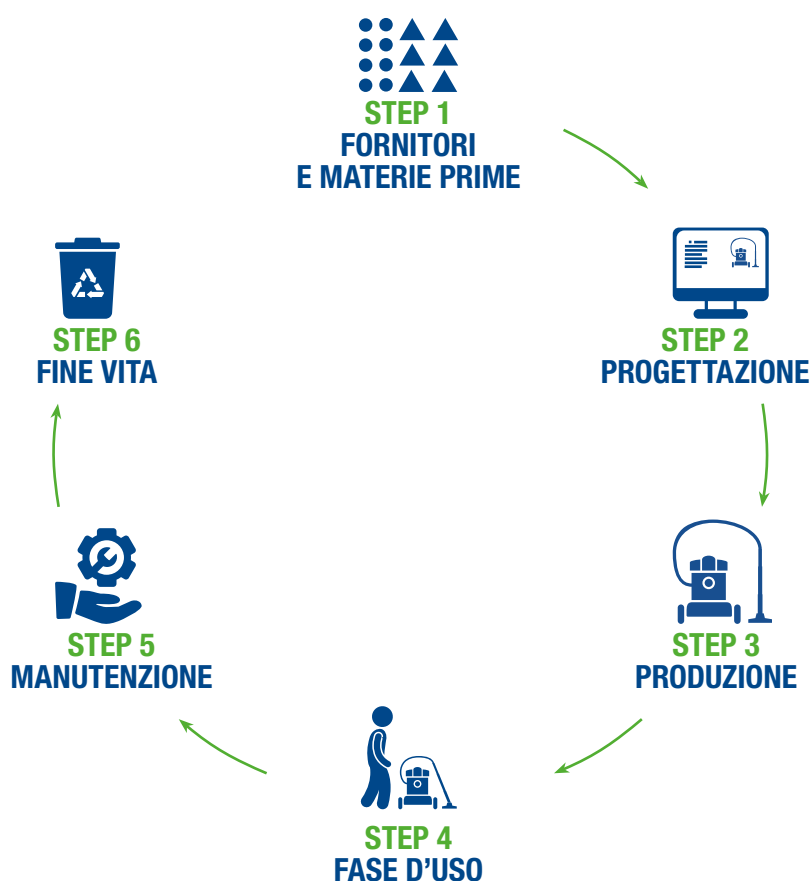 STEP 1
FORNITORI
E MATERIE PRIME
STEP 2
PROGETTAZIONE
STEP 3
PRODUZIONE
STEP 4
FASE D'USO
STEP 5
MANUTENZIONE
STEP 6
FINE VITA